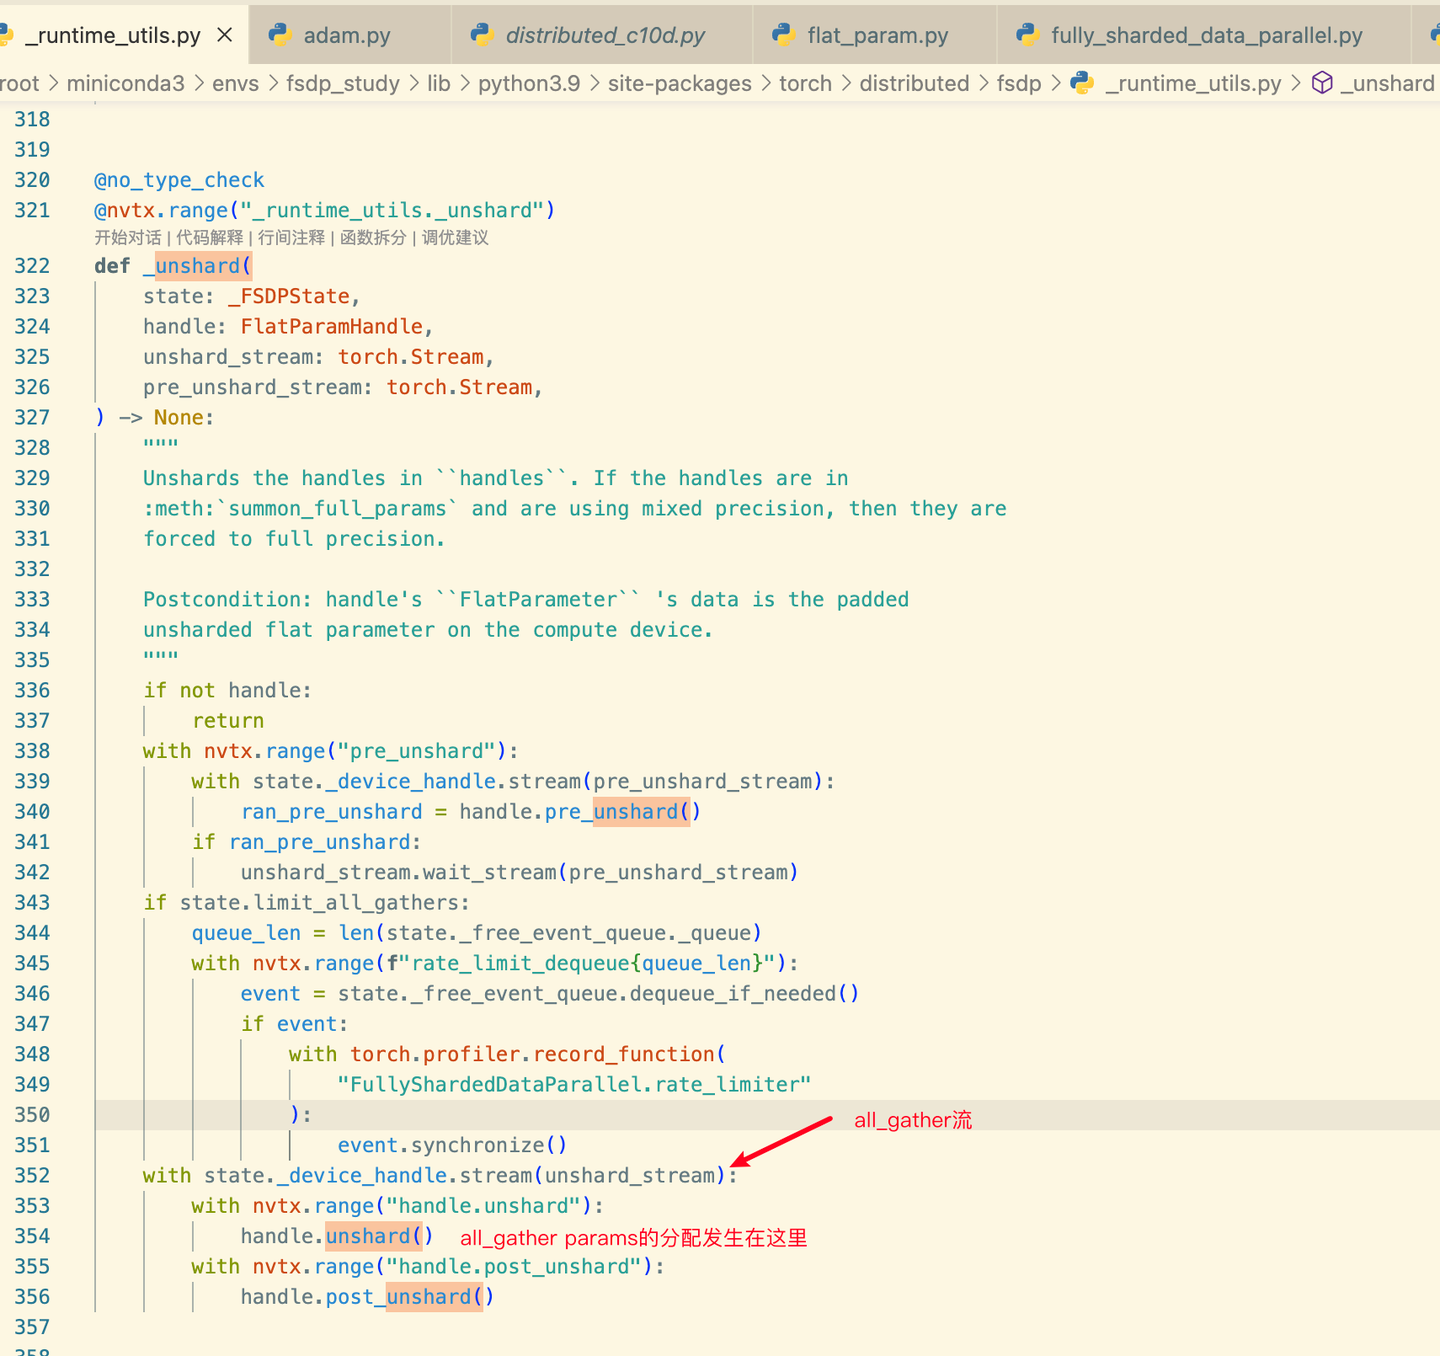 _runtime_utils.py × adam.py distributed_c10d.py flat_param.py fully_sharded_data_parallel.py
root > miniconda3 > envs > fsdp_study > lib > python3.9 > site-packages > torch > distributed > fsdp > _runtime_utils.py > _unshard
318
319
320 @no_type_check
321 @nvtx.range("_runtime_utils._unshard")
开始对话 | 代码解释 | 行间注释 | 函数拆分 | 调优建议
322 def _unshard(
323 state: _FSDPState,
324 handle: FlatParamHandle,
325 unshard_stream: torch.Stream,
326 pre_unshard_stream: torch.Stream,
327 ) -> None:
328 """
329 Unshards the handles in ``handles``. If the handles are in
330 :meth:`summon_full_params` and are using mixed precision, then they are
331 forced to full precision.
332
333 Postcondition: handle's ``FlatParameter`` 's data is the padded
334 unsharded flat parameter on the compute device.
335 """
336 if not handle:
337 return
338 with nvtx.range("pre_unshard"):
339 with state._device_handle.stream(pre_unshard_stream):
340 ran_pre_unshard = handle.pre_unshard()
341 if ran_pre_unshard:
342 unshard_stream.wait_stream(pre_unshard_stream)
343 if state.limit_all_gathers:
344 queue_len = len(state._free_event_queue._queue)
345 with nvtx.range(f"rate_limit_dequeue{queue_len}"):
346 event = state._free_event_queue.dequeue_if_needed()
347 if event:
348 with torch.profiler.record_function(
349 "FullyShardedDataParallel.rate_limiter"
350 ):
all_gather流
351 event.synchronize()
352 with state._device_handle.stream(unshard_stream):
353 with nvtx.range("handle.unshard"):
354 handle.unshard() all_gather params的分配发生在这里
355 with nvtx.range("handle.post_unshard"):
356 handle.post_unshard()
357
358